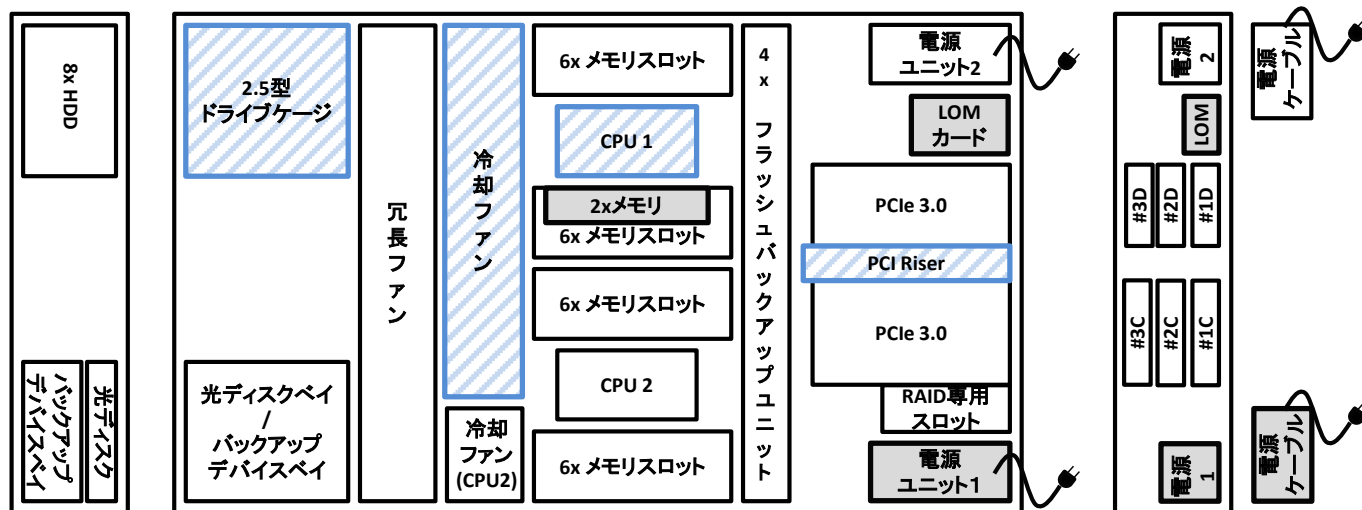 8x HDD
バックアップ
デバイスベイ
光ディスク
2.5型
ドライブケージ
光ディスクベイ
/
バックアップ
デバイスベイ
冗長ファン
冷却ファン
冷却
ファン
(CPU2)
6x メモリスロット
CPU 1
2xメモリ
6x メモリスロット
6x メモリスロット
CPU 2
6x メモリスロット
4x フラッシュバックアップユニット
電源
ユニット2
LOM
カード
PCIe 3.0
PCI Riser
PCIe 3.0
RAID専用
スロット
電源
ユニット1
電源
2
LOM
#3D
#2D
#1D
#3C
#2C
#1C
電源
1
電源
ケーブル
電源
ケーブル